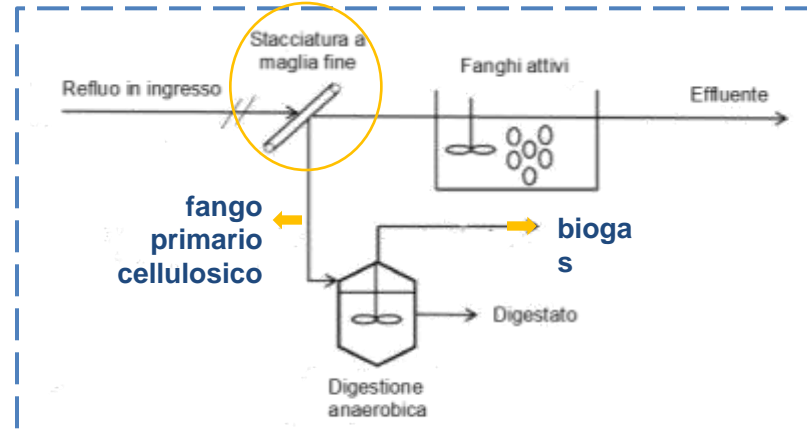 Stacciatura a
maglia fine
Refluo in ingresso
Fanghi attivi
Effluente
fango
primario
cellulosico
bioga
s
Digestato
Digestione
anaerobica